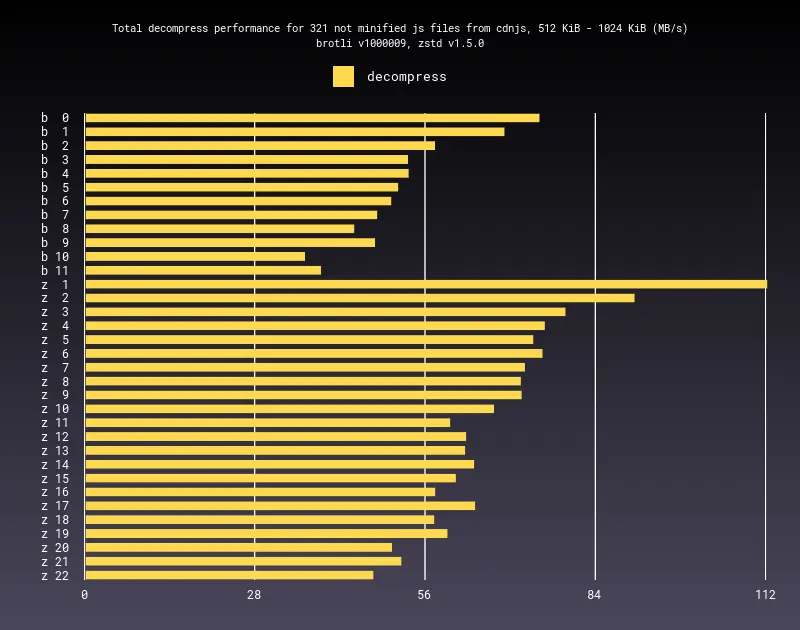 Total decompress performance for 321 not minified js files from cdnjs, 512 KiB - 1024 KiB (MB/s)
brotli v1000009, zstd v1.5.0
decompress
b 0
b 1
b 2
b 3
b 4
b 5
b 6
b 7
b 8
b 9
b 10
b 11
z 1
z 2
z 3
z 4
z 5
z 6
z 7
z 8
z 9
z 10
z 11
z 12
z 13
z 14
z 15
z 16
z 17
z 18
z 19
z 20
z 21
z 22
0 28 56 84 112